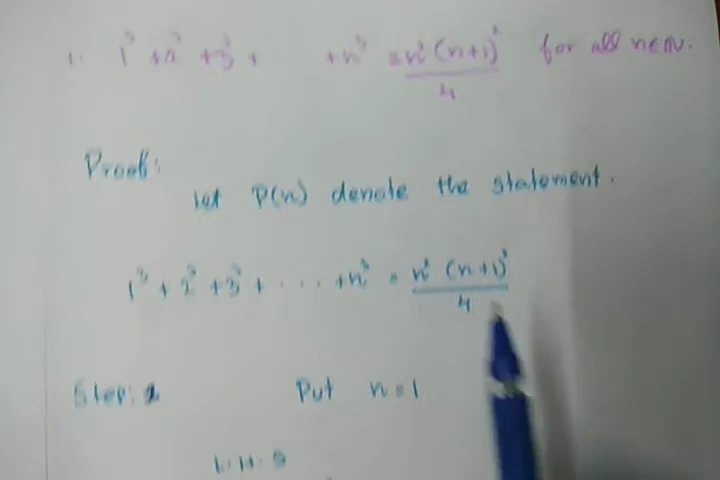 1. 1³ + 2³ + 3³ + + n³ = n²(n+1)²/4 for all n∈N.
Proof:
Let P(n) denote the statement.
1³ + 2³ + 3³ + . . . . + n³ = n² (n+1)²/4
Step: 1 Put n = 1
L.H.S